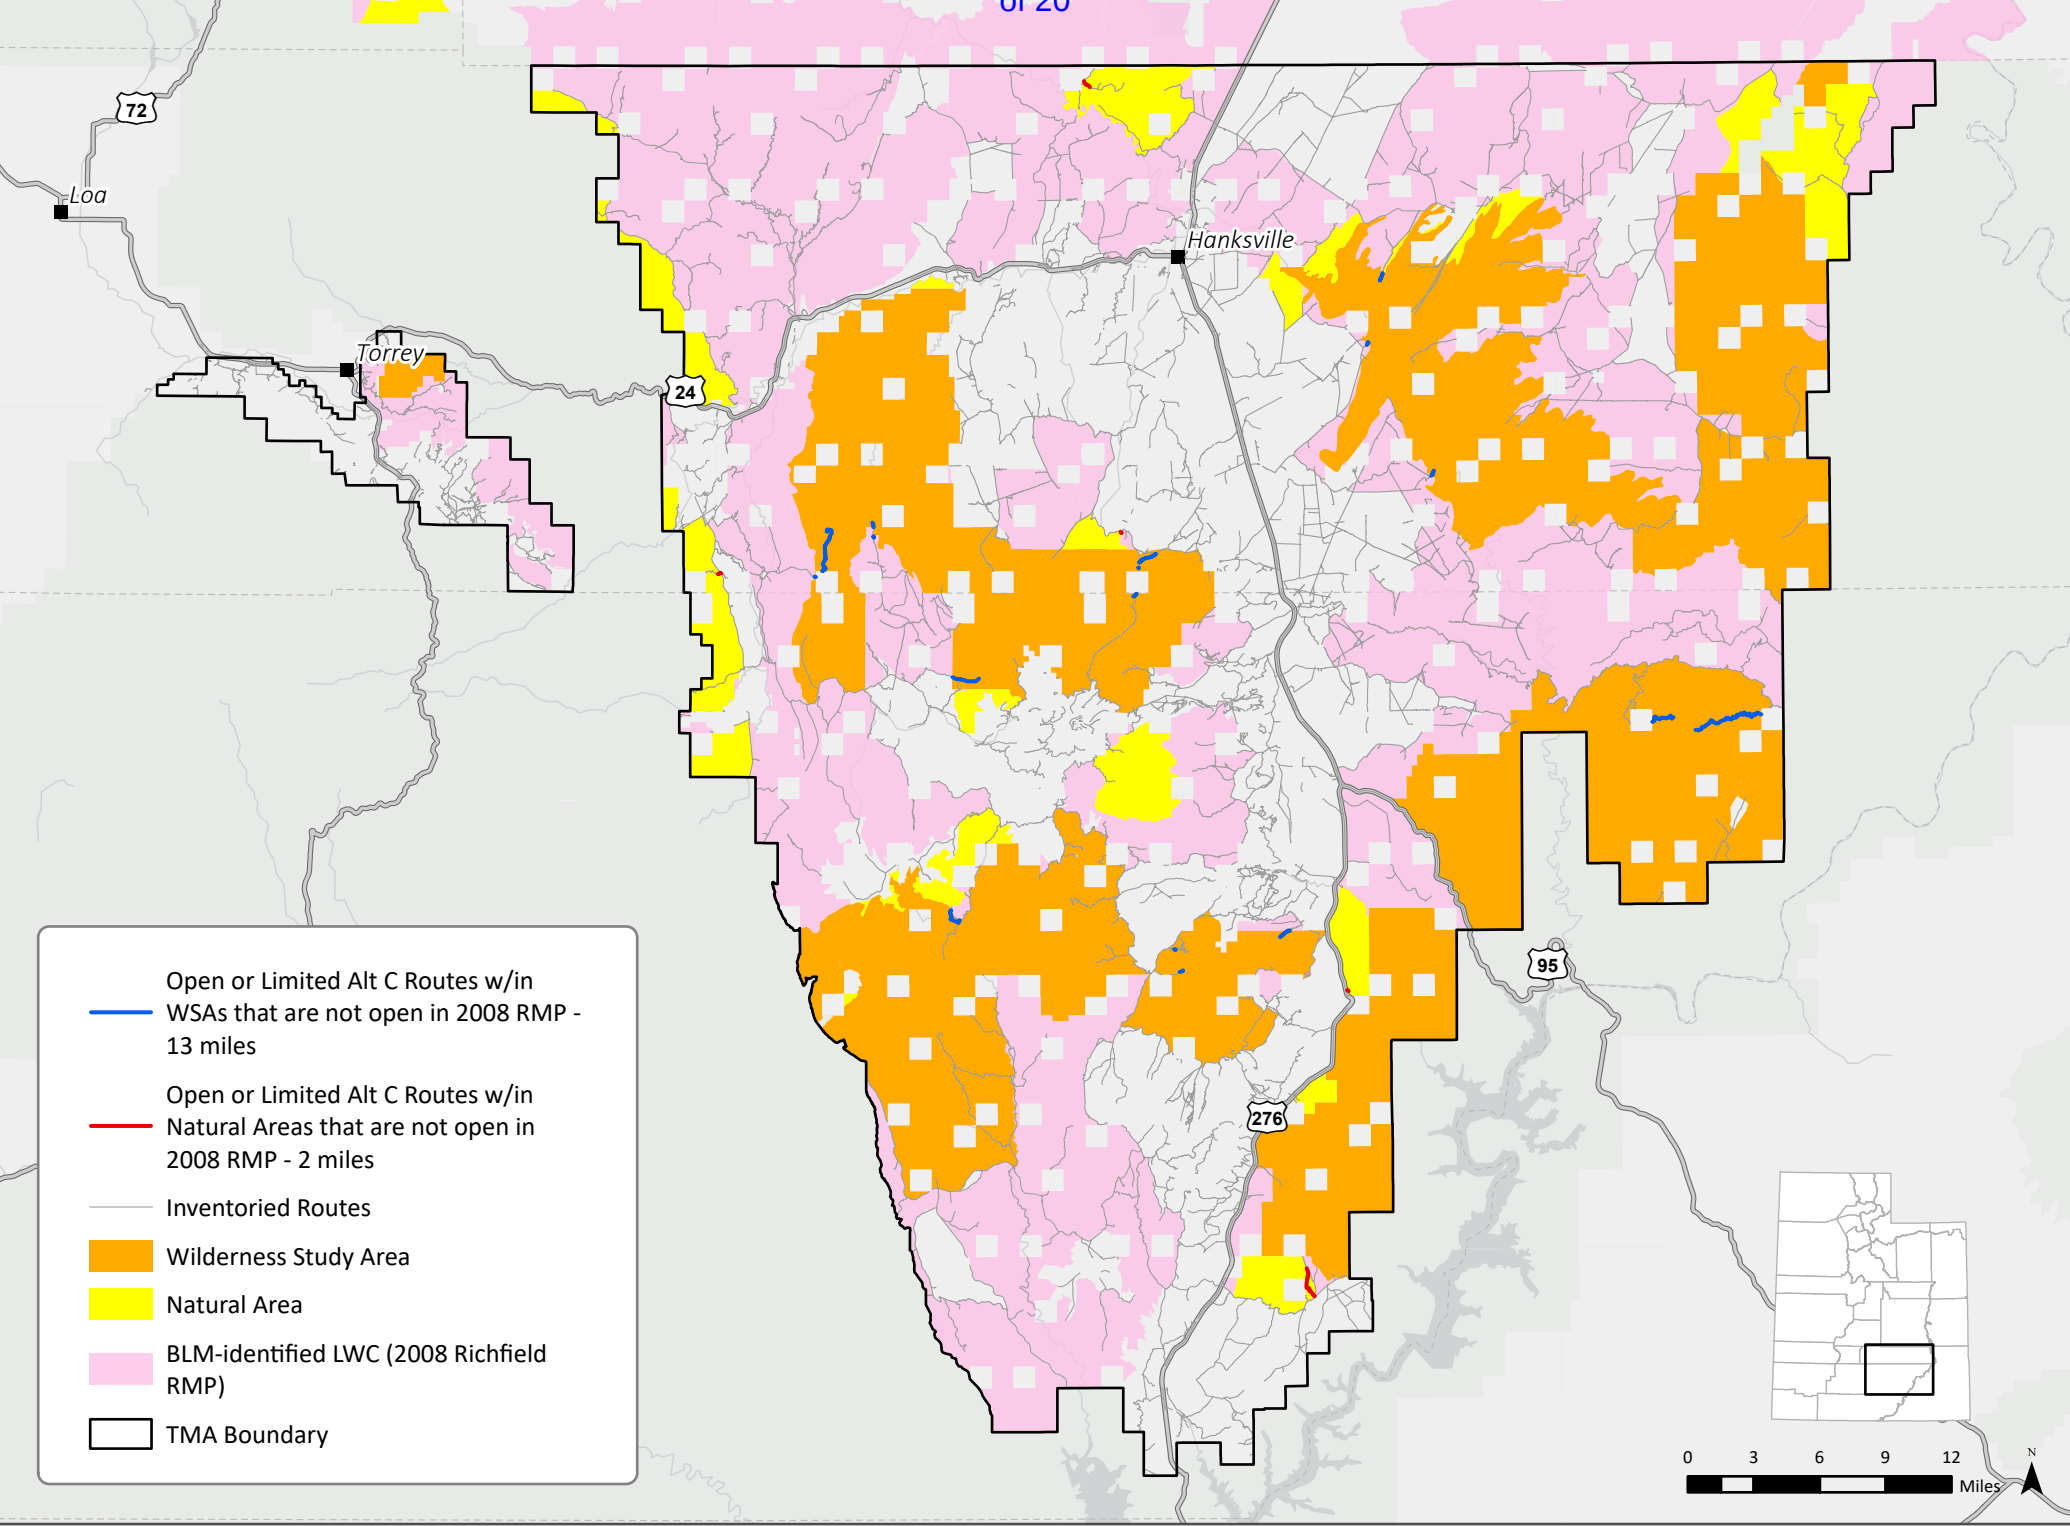 of 20
72
Loa
Hanksville
Torrey
24
95
276
Open or Limited Alt C Routes w/in
WSAs that are not open in 2008 RMP -
13 miles
Open or Limited Alt C Routes w/in
Natural Areas that are not open in
2008 RMP - 2 miles
Inventoried Routes
Wilderness Study Area
Natural Area
BLM-identified LWC (2008 Richfield
RMP)
TMA Boundary
0 3 6 9 12
Miles
N